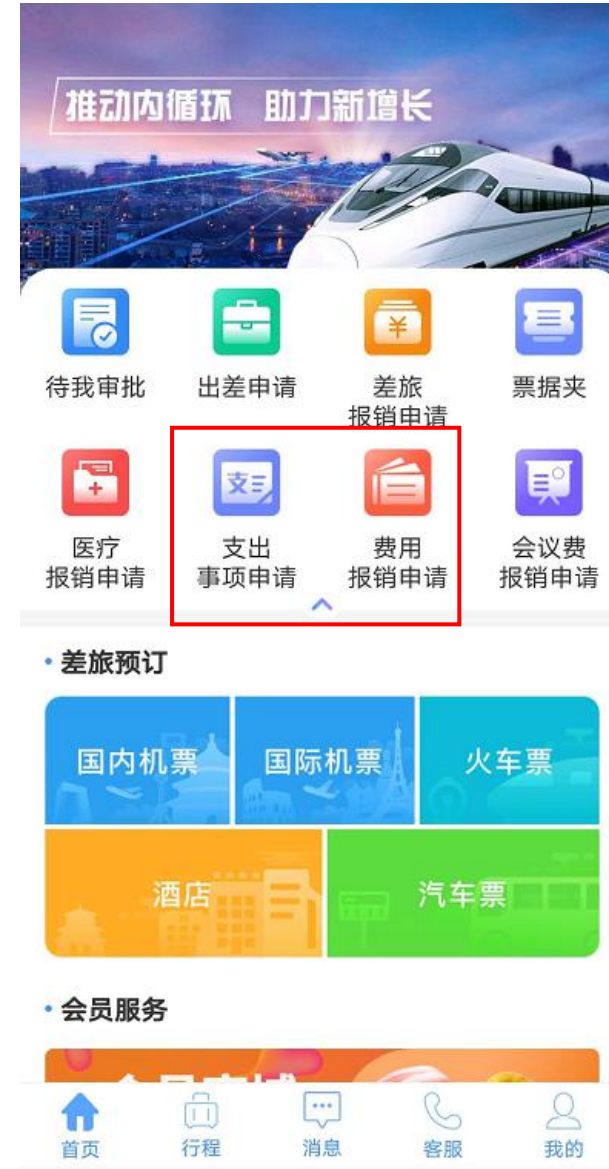 推动内循环 助力新增长
待我审批 出差申请 差旅 报销申请 票据夹
医疗 报销申请 支出 事项申请 费用 报销申请 会议费 报销申请
·差旅预订
国内机票 国际机票 火车票
酒店 汽车票
·会员服务
首页 行程 消息 客服 我的